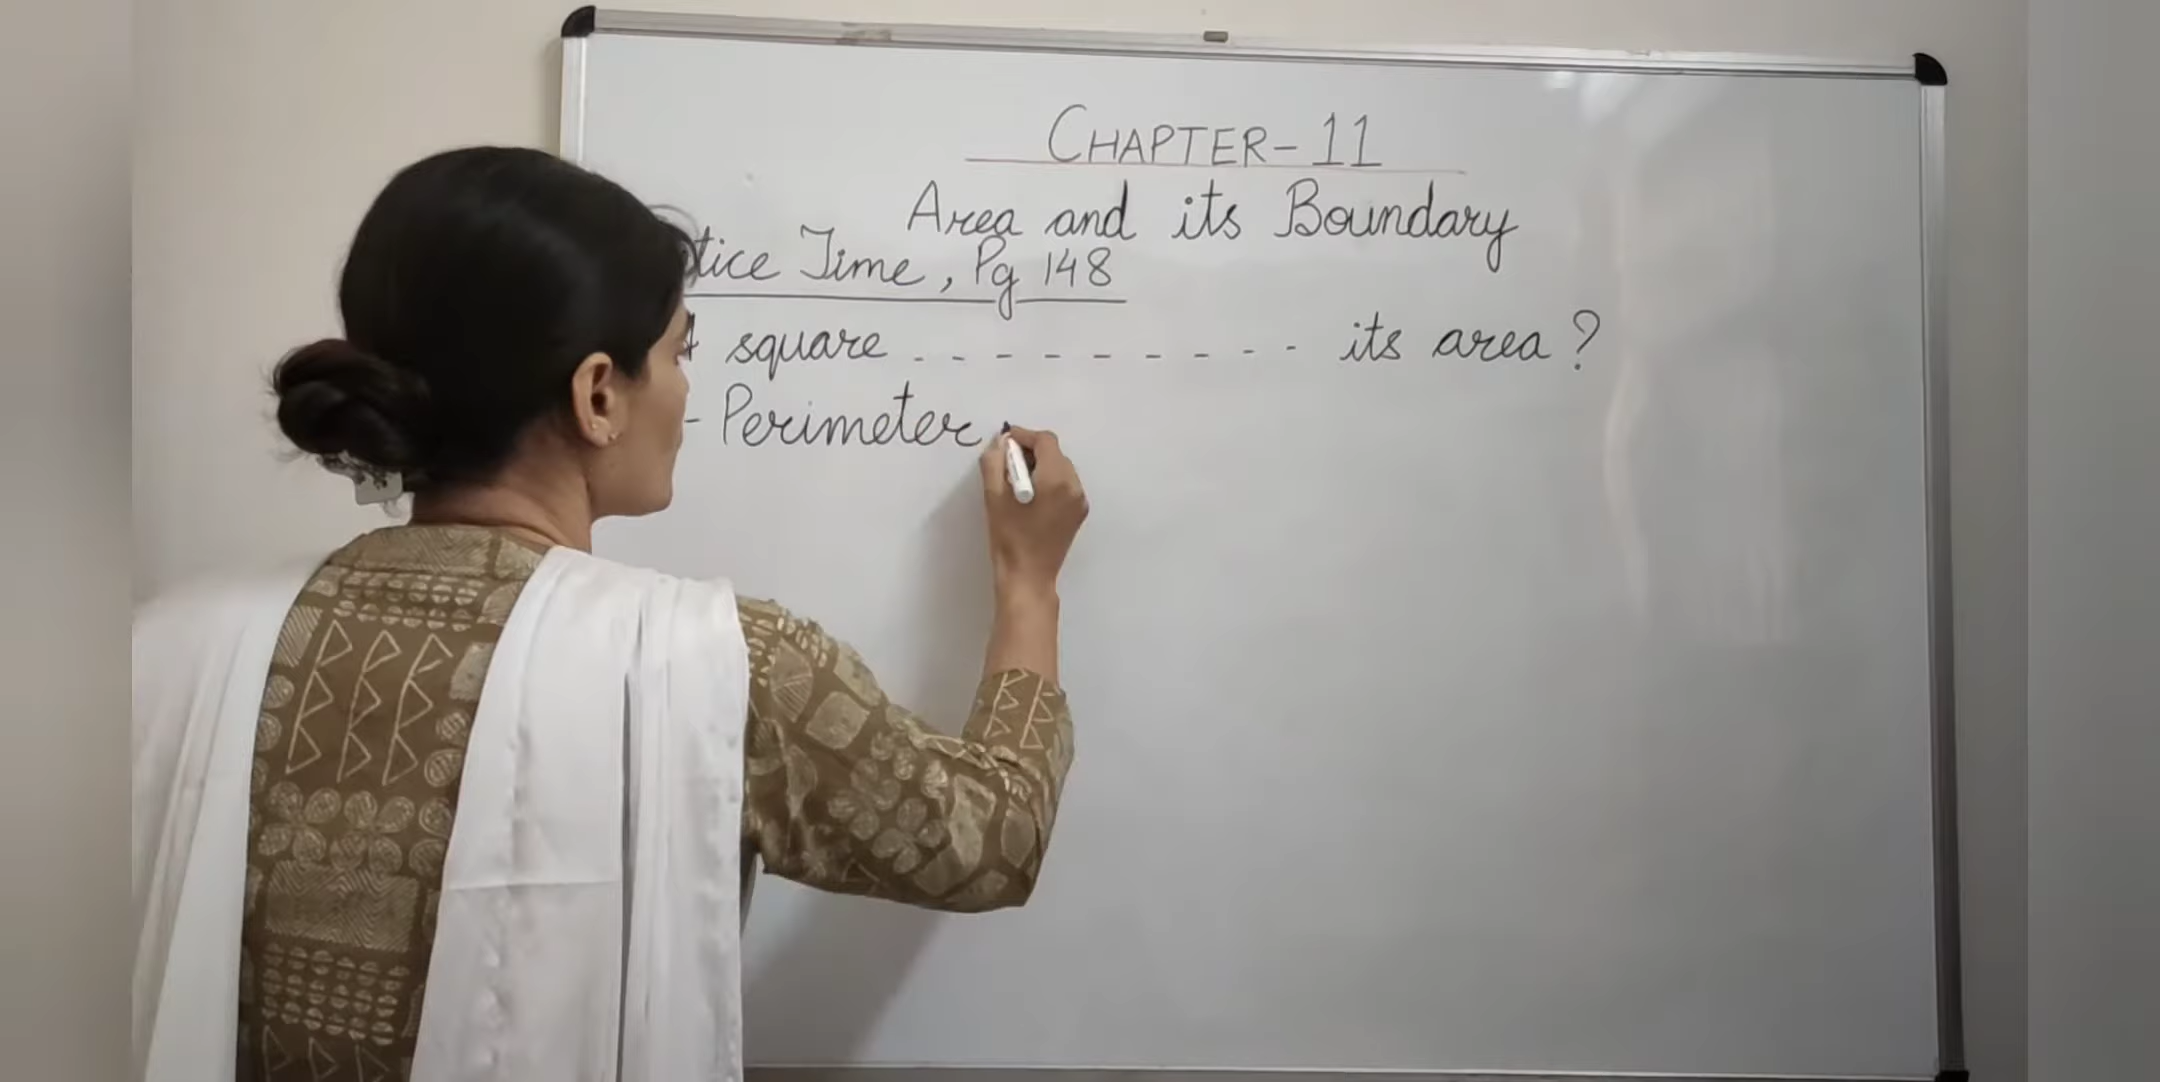 CHAPTER-11
Area and its Boundary
tice Time, Pg 148
A square - - - - - - - - - its area?
- Perimeter